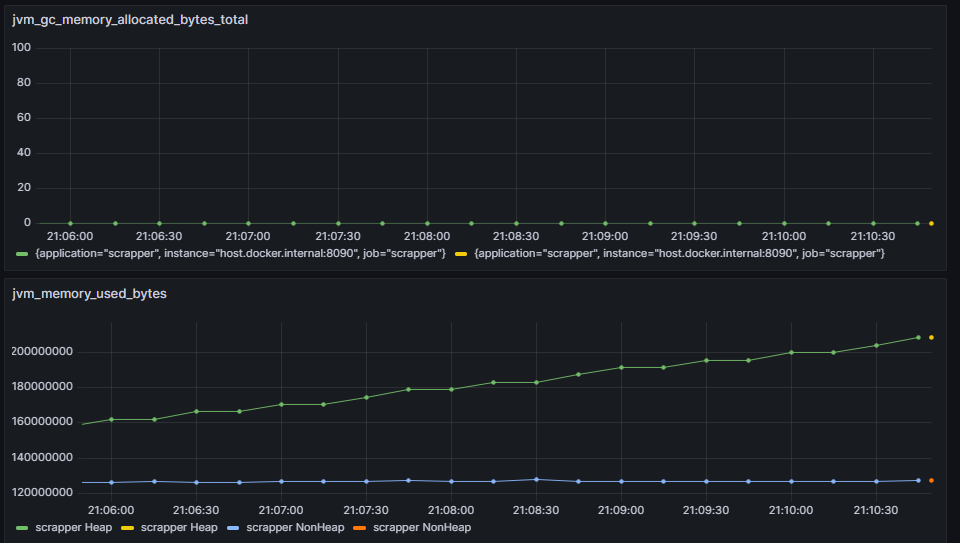 jvm_gc_memory_allocated_bytes_total
100
80
60
40
20
0
21:06:00 21:06:30 21:07:00 21:07:30 21:08:00 21:08:30 21:09:00 21:09:30 21:10:00 21:10:30
{application="scrapper", instance="host.docker.internal:8090", job="scrapper"} {application="scrapper", instance="host.docker.internal:8090", job="scrapper"}
jvm_memory_used_bytes
200000000
180000000
160000000
140000000
120000000
21:06:00 21:06:30 21:07:00 21:07:30 21:08:00 21:08:30 21:09:00 21:09:30 21:10:00 21:10:30
scrapper Heap scrapper Heap scrapper NonHeap scrapper NonHeap